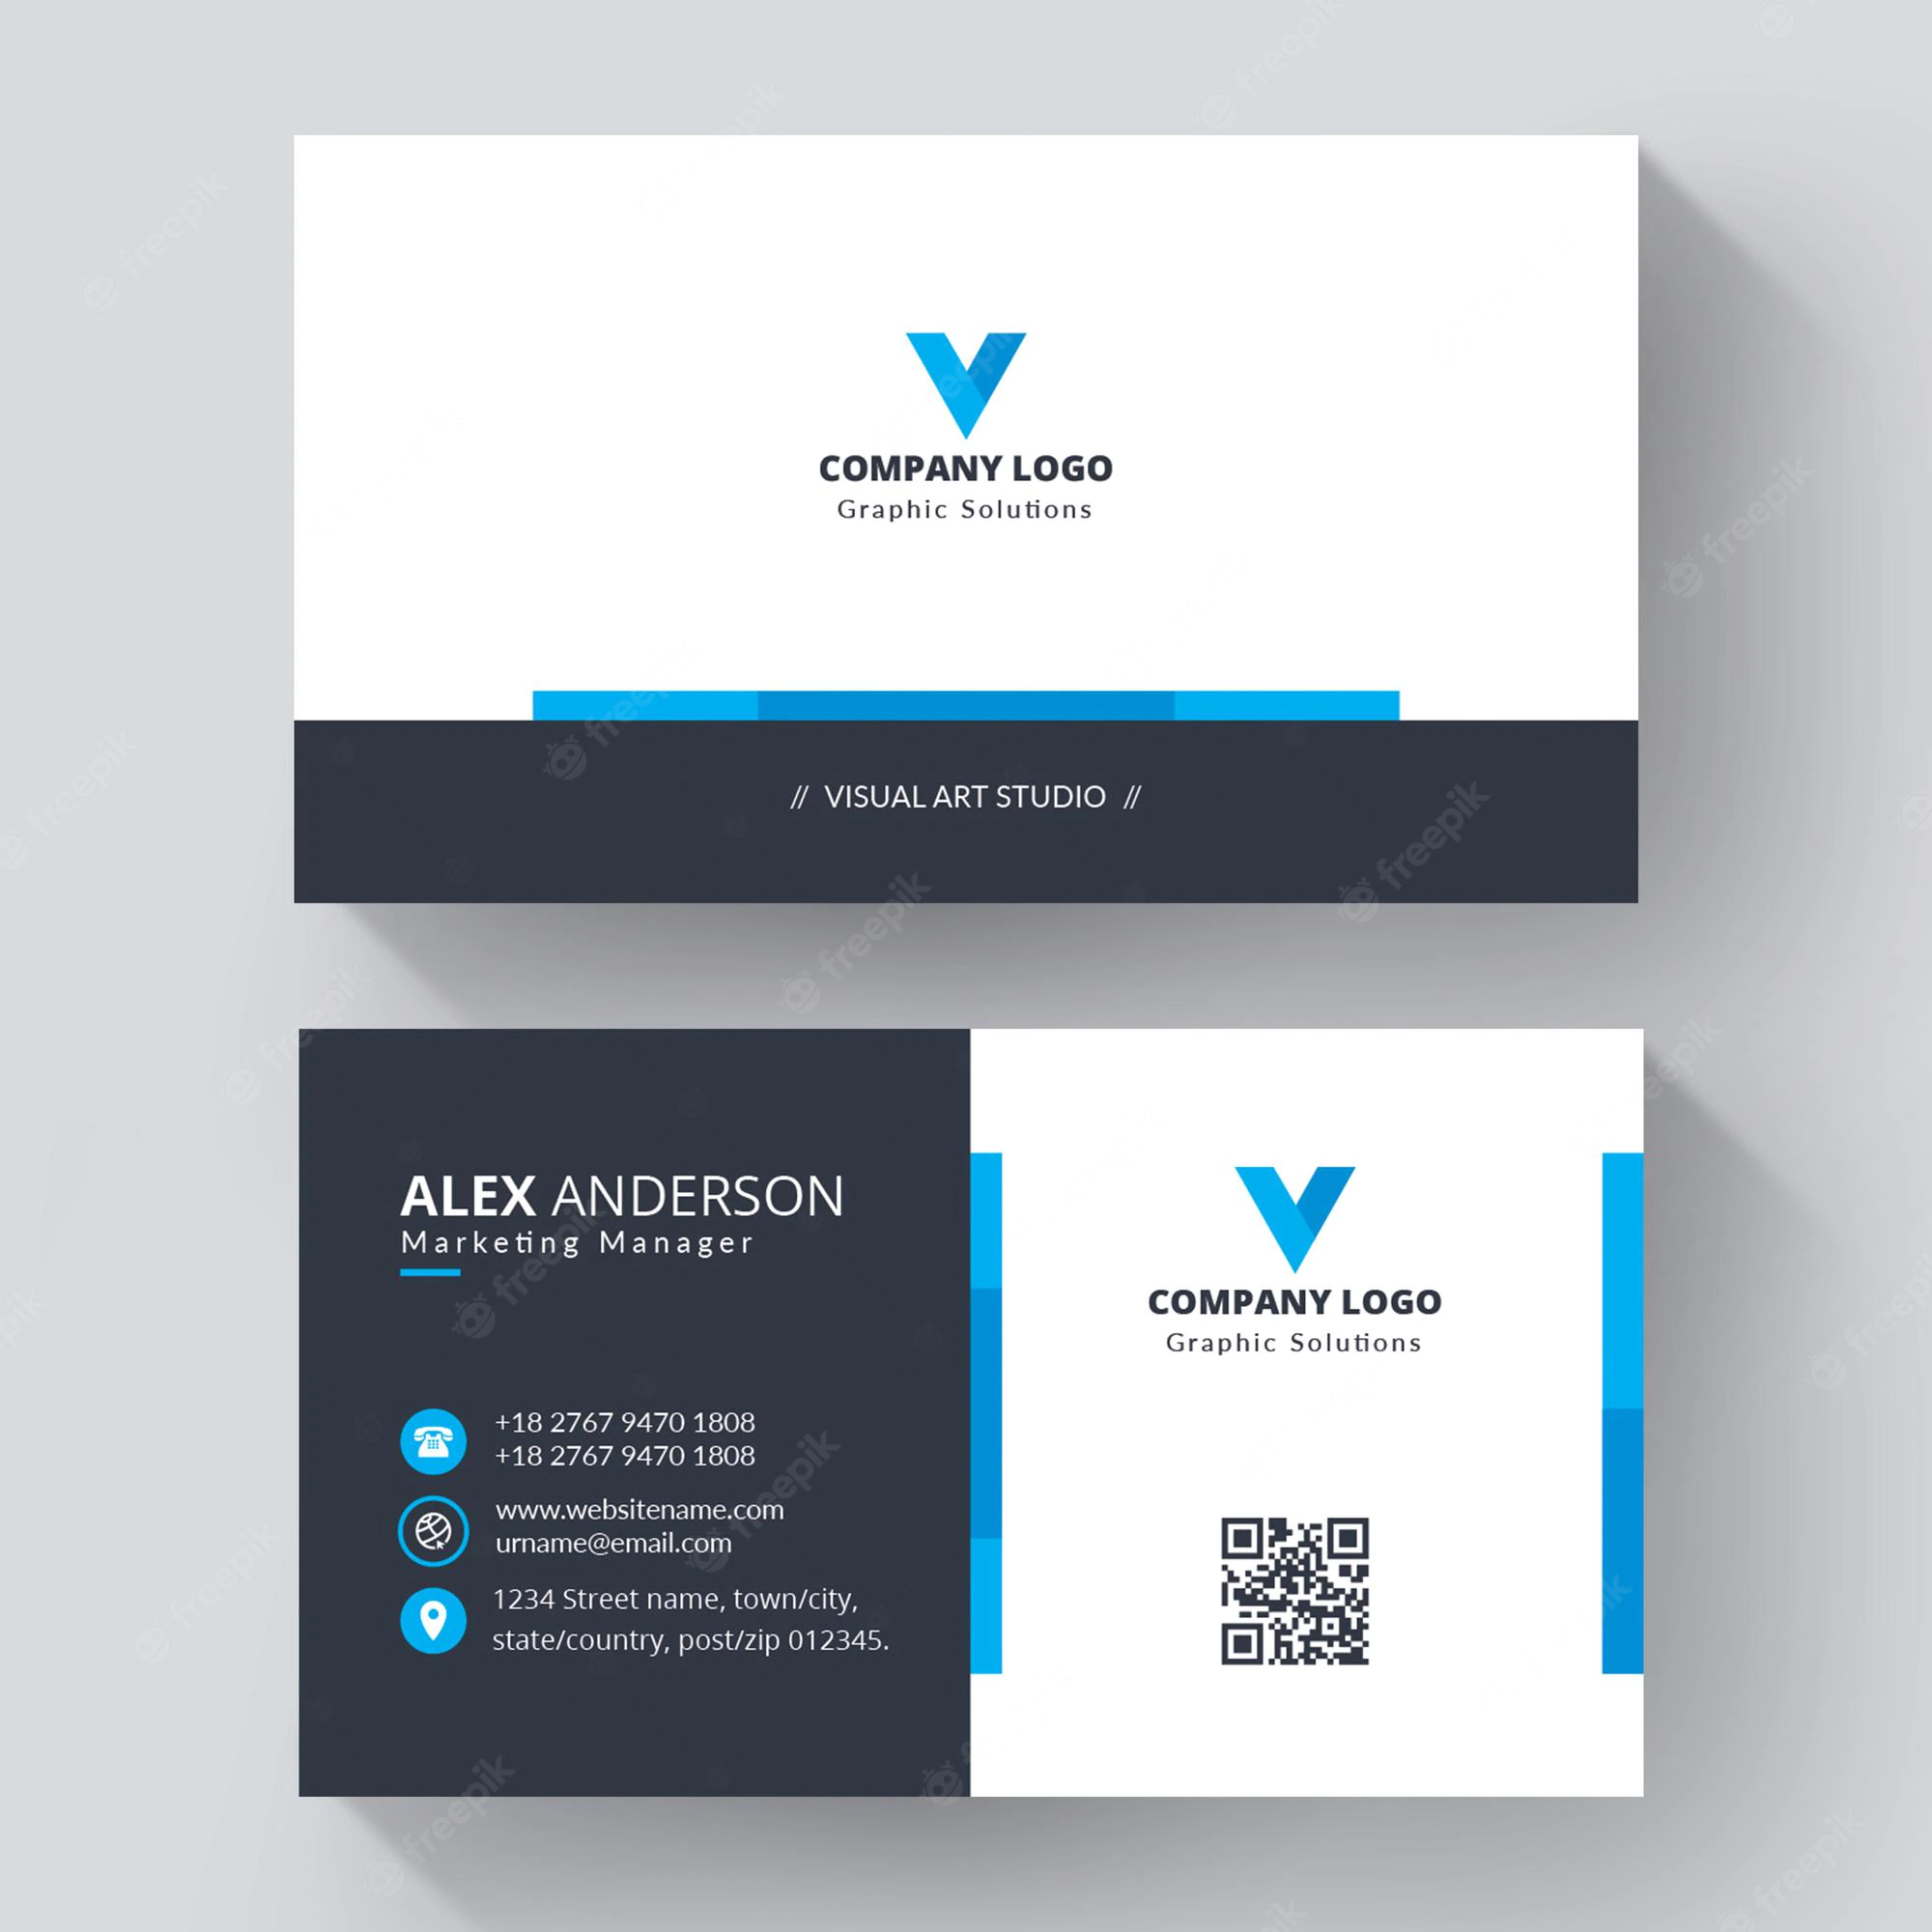 COMPANY LOGO
Graphic Solutions
// VISUAL ART STUDIO //
ALEX ANDERSON
Marketing Manager
+18 2767 9470 1808
+18 2767 9470 1808
www.websitename.com
urname@email.com
1234 Street name, town/city,
state/country, post/zip 012345.
COMPANY LOGO
Graphic Solutions
freepik